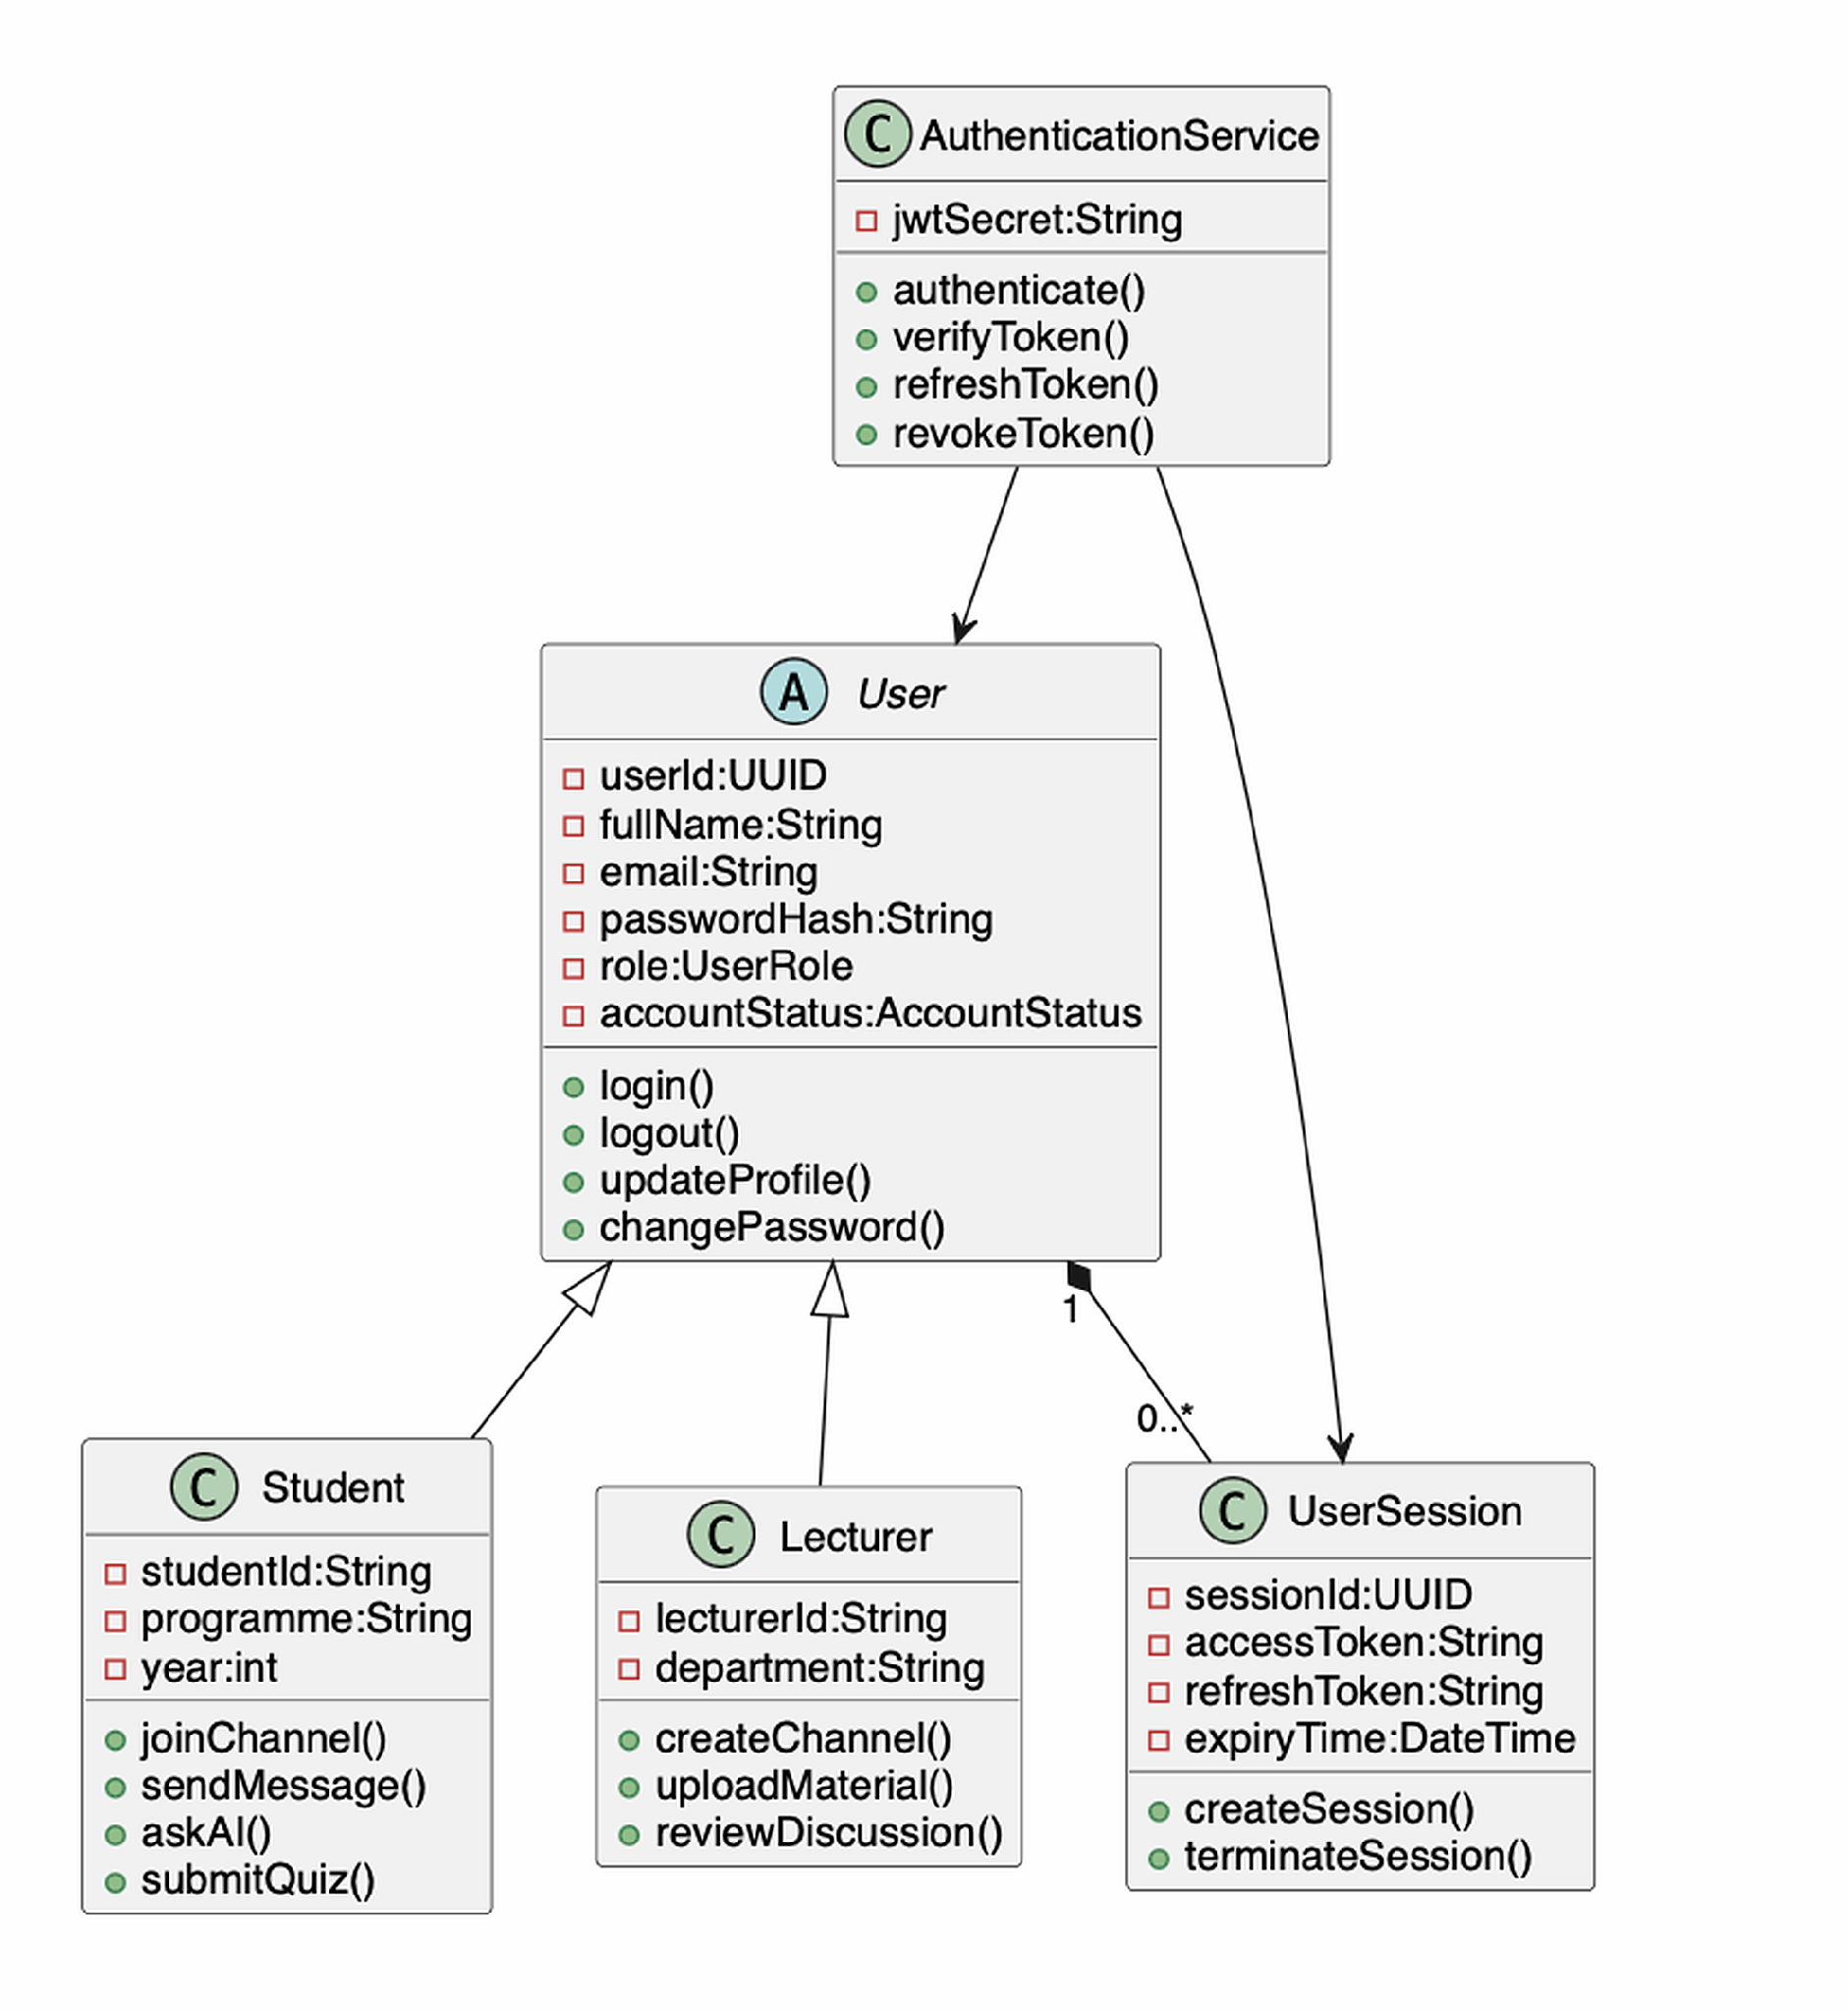 C AuthenticationService
jwtSecret:String
authenticate()
verifyToken()
refreshToken()
revokeToken()
A User
userId:UUID
fullName:String
email:String
passwordHash:String
role:UserRole
accountStatus:AccountStatus
login()
logout()
updateProfile()
changePassword()
1
0..*
C Student
studentId:String
programme:String
year:int
joinChannel()
sendMessage()
askAI()
submitQuiz()
C Lecturer
lecturerId:String
department:String
createChannel()
uploadMaterial()
reviewDiscussion()
C UserSession
sessionId:UUID
accessToken:String
refreshToken:String
expiryTime:DateTime
createSession()
terminateSession()